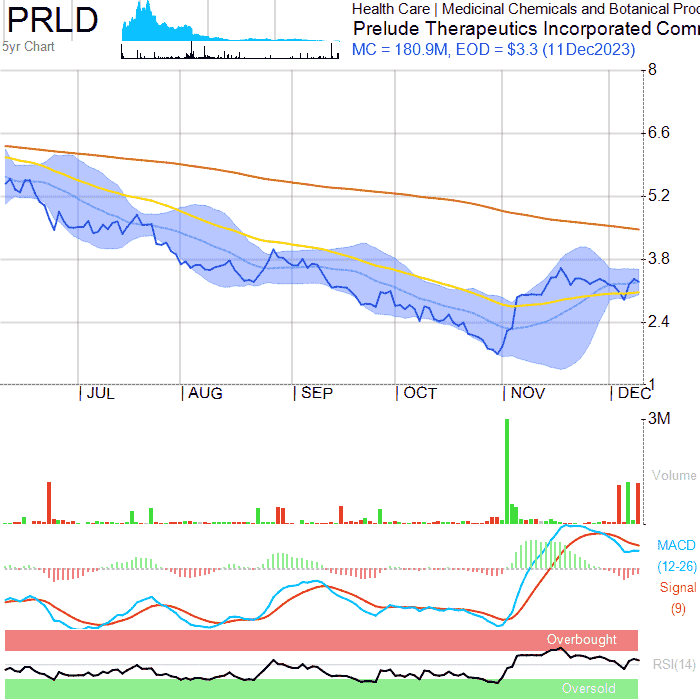 PRLD
5yr Chart
Health Care | Medicinal Chemicals and Botanical Proc
Prelude Therapeutics Incorporated Com
MC = 180.9M, EOD = $3.3 (11Dec2023)
8
6.6
5.2
3.8
2.4
1
JUL AUG SEP OCT NOV DEC
3M
Volume
MACD
(12-26)
Signal
(9)
Overbought
RSI(14)
Oversold